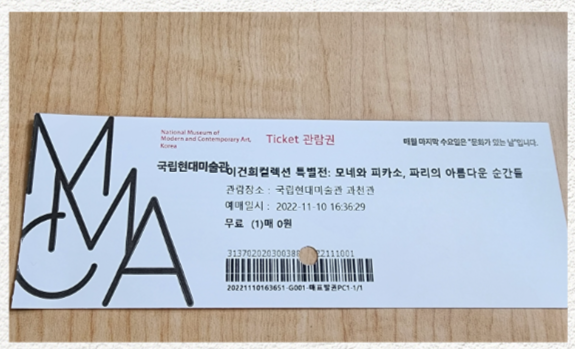 MMCA
National Museum of
Modern and Contemporary Art,
Korea
Ticket 관람권
매월 마지막 수요일은 "문화가 있는 날"입니다.
국립현대미술관
이건희컬렉션 특별전: 모네와 피카소, 파리의 아름다운 순간들
관람장소 : 국립현대미술관 과천관
예매일시 : 2022-11-10 16:36:29
무료 (1)매 0원
20221110163651-G001-매표발권PC1-1/1